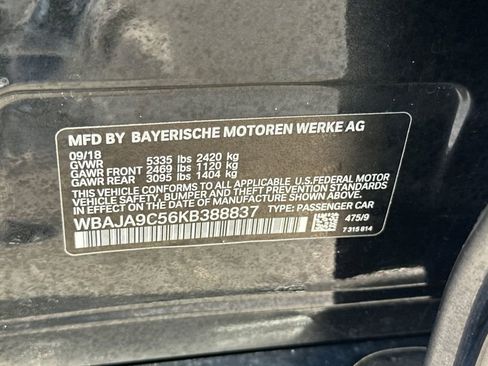 MFD BY BAYERISCHE MOTOREN WERKE AG
09/18
GVWR 5335 lbs 2420 kg
GAWR FRONT 2469 lbs 1120 kg
GAWR REAR 3095 lbs 1404 kg
THIS VEHICLE CONFORMS TO ALL APPLICABLE U.S.FEDERAL MOTOR
VEHICLE SAFETY, BUMPER, AND THEFT PREVENTION STANDARDS
IN EFFECT ON THE DATE OF MANUFACTURE SHOWN ABOVE.
WBAJA9C56KB388837 TYPE: PASSENGER CAR
475/9
7 315 814